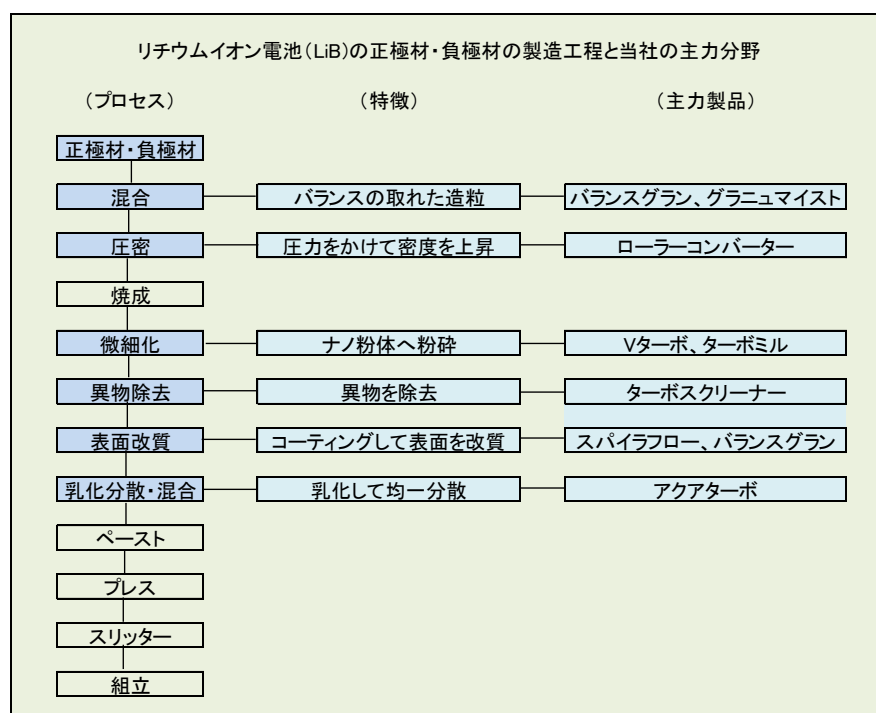 リチウムイオン電池(LiB)の正極材・負極材の製造工程と当社の主力分野
(プロセス) (特徴) (主力製品)
正極材・負極材
混合 バランスの取れた造粒 バランスグラン、グラニュマイスト
圧密 圧力をかけて密度を上昇 ローラーコンバーター
焼成
微細化 ナノ粉体へ粉砕 Vターボ、ターボミル
異物除去 異物を除去 ターボスクリーナー
表面改質 コーティングして表面を改質 スパイラフロー、バランスグラン
乳化分散・混合 乳化して均一分散 アクアターボ
ペースト
プレス
スリッター
組立